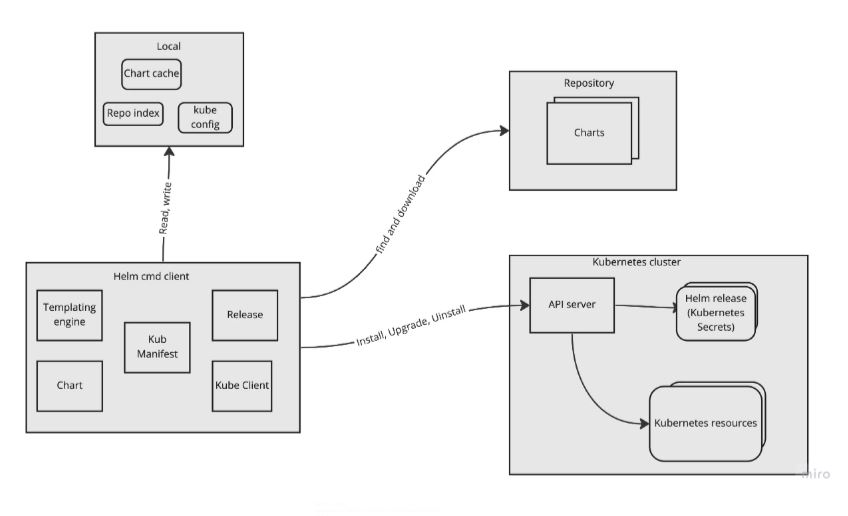 Local
Chart cache
Repo index
kube
config
Read, write
Helm cmd client
Templating
engine
Kub
Manifest
Release
Chart
Kube Client
find and download
Repository
Charts
Install, Upgrade, Uinstall
Kubernetes cluster
API server
Helm release
(Kubernetes
Secrets)
Kubernetes resources
miro